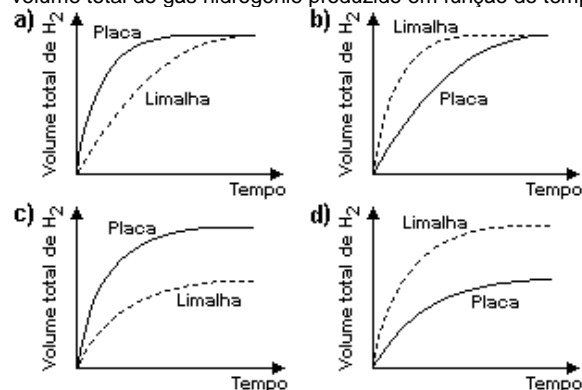 volume total de gás hidrogênio produzido em função do tempo
a) Volume total de H2 Placa Limalha Tempo
b) Volume total de H2 Limalha Placa Tempo
c) Volume total de H2 Placa Limalha Tempo
d) Volume total de H2 Limalha Placa Tempo